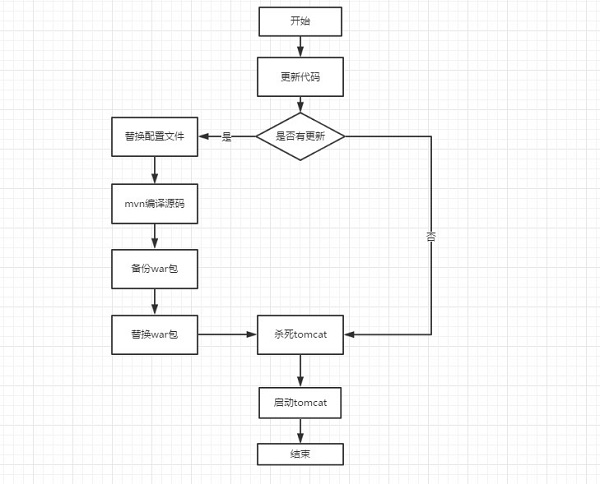 开始
更新代码
是否有更新
是
否
替换配置文件
mvn编译源码
备份war包
替换war包
杀死tomcat
启动tomcat
结束